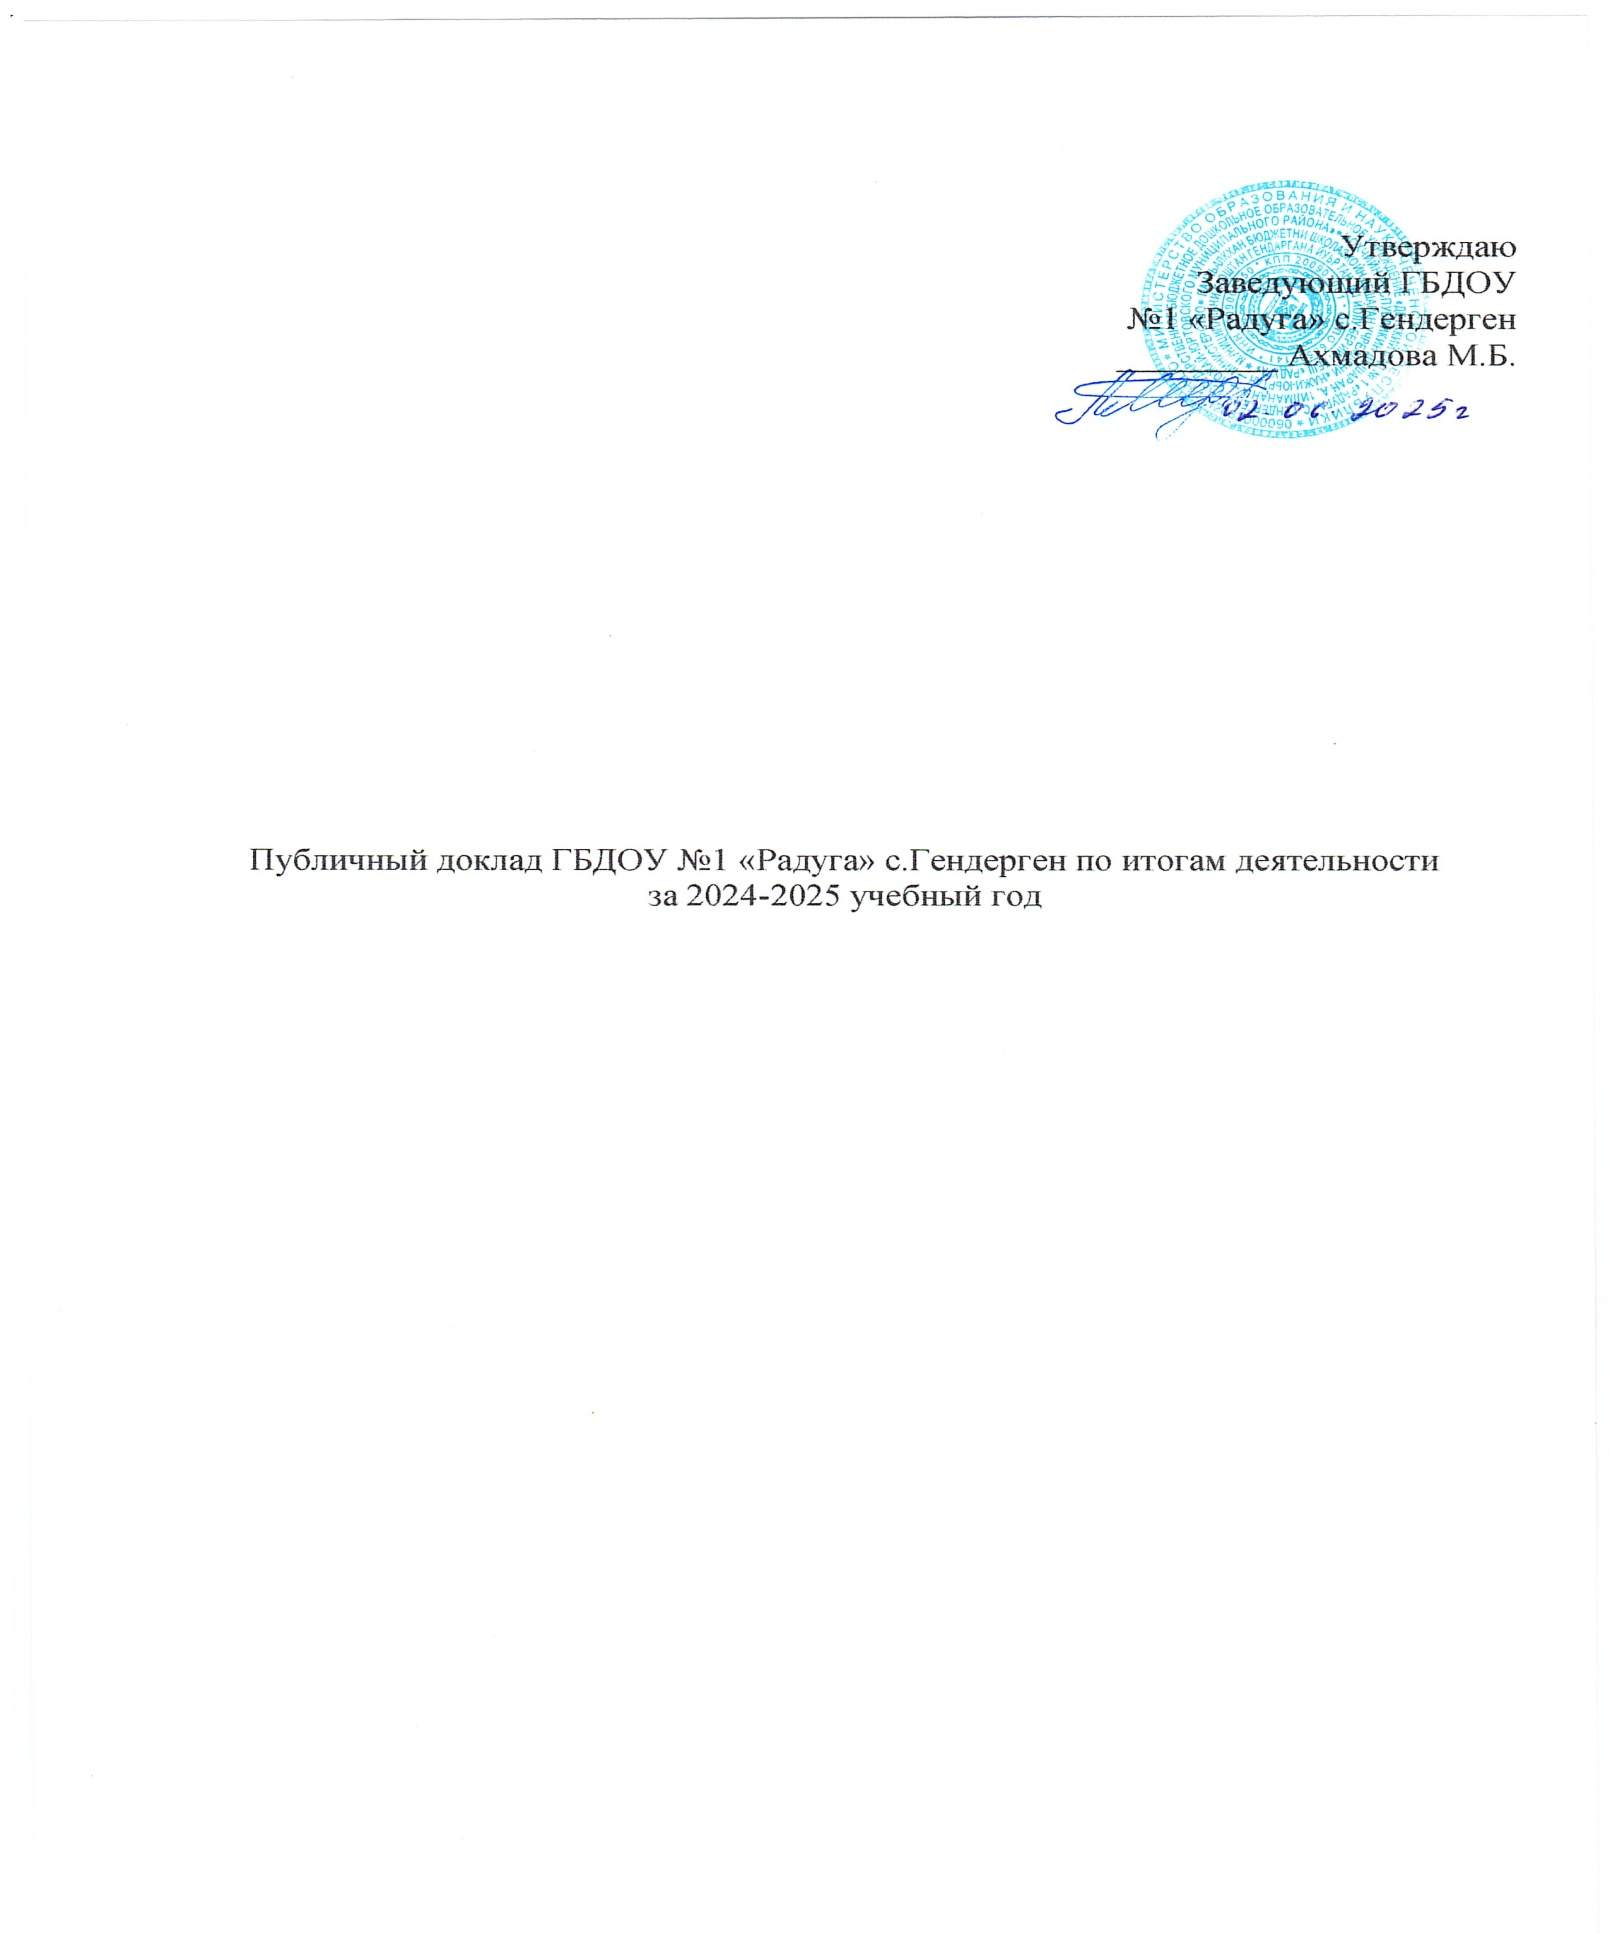 Утверждаю
Заведующий ГБДОУ
№1 «Радуга» с.Гендерген
Ахмадова М.Б.
02. 06. 2025г
Публичный доклад ГБДОУ №1 «Радуга» с.Гендерген по итогам деятельности
за 2024-2025 учебный год